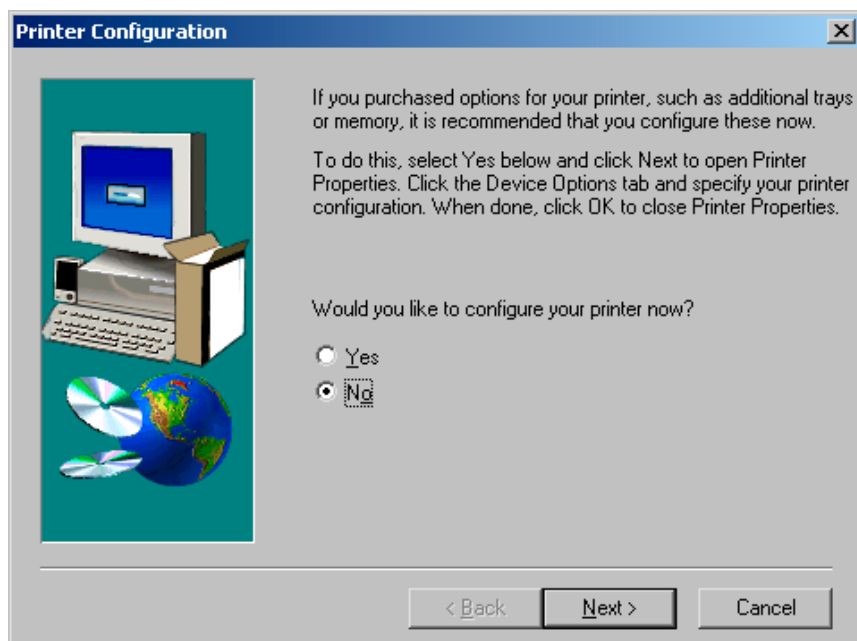 Printer Configuration
If you purchased options for your printer, such as additional trays
or memory, it is recommended that you configure these now.
To do this, select Yes below and click Next to open Printer
Properties. Click the Device Options tab and specify your printer
configuration. When done, click OK to close Printer Properties.
Would you like to configure your printer now?
Yes
No
< Back
Next >
Cancel